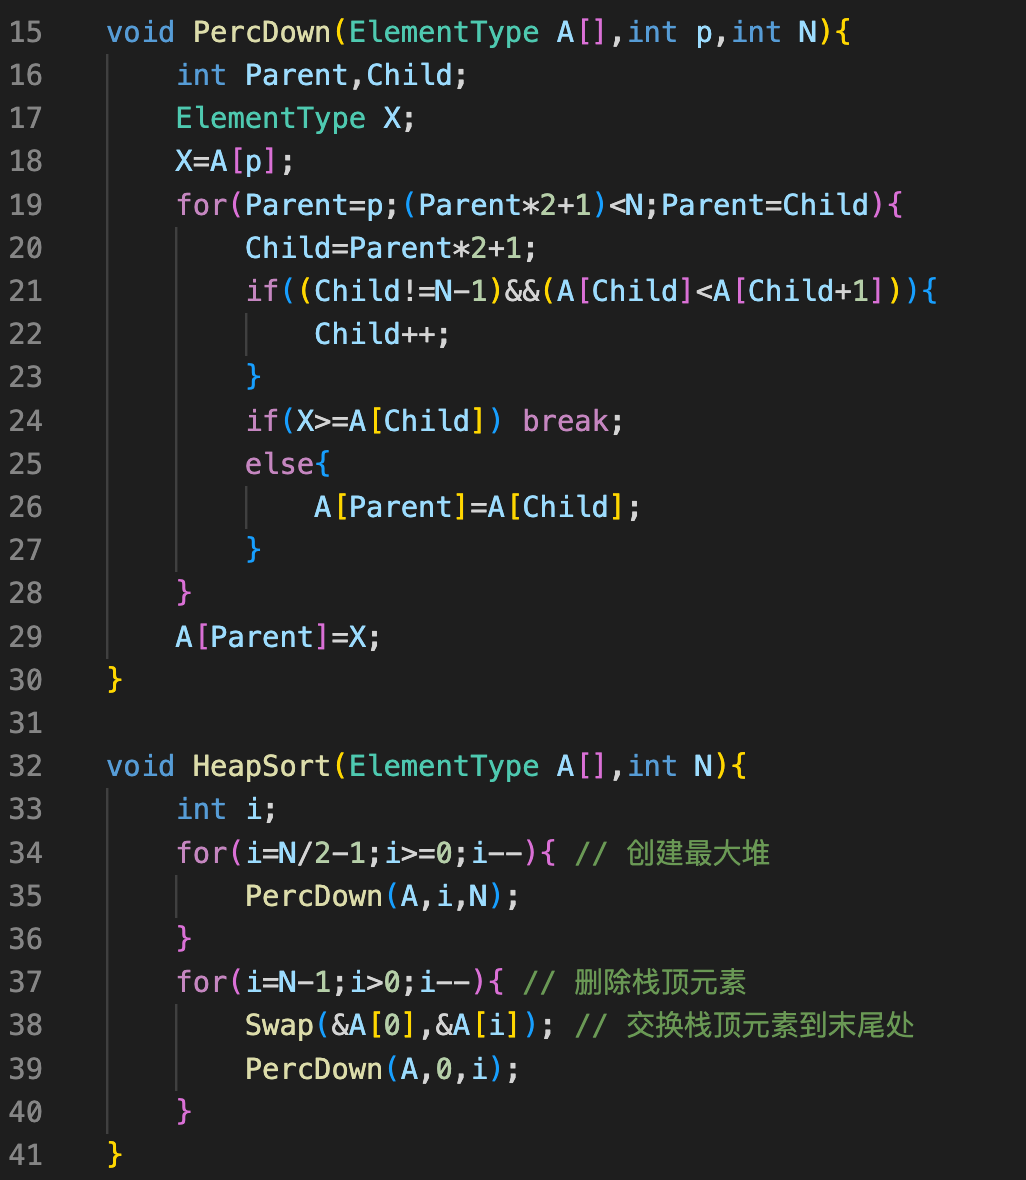 15 void PercDown(ElementType A[],int p,int N){
16 int Parent,Child;
17 ElementType X;
18 X=A[p];
19 for(Parent=p;(Parent*2+1)<N;Parent=Child){
20 Child=Parent*2+1;
21 if((Child!=N-1)&&(A[Child]<A[Child+1])){
22 Child++;
23 }
24 if(X>=A[Child]) break;
25 else{
26 A[Parent]=A[Child];
27 }
28 }
29 A[Parent]=X;
30 }
31
32 void HeapSort(ElementType A[],int N){
33 int i;
34 for(i=N/2-1;i>=0;i--){ // 创建最大堆
35 PercDown(A,i,N);
36 }
37 for(i=N-1;i>0;i--){ // 删除栈顶元素
38 Swap(&A[0],&A[i]); // 交换栈顶元素到末尾处
39 PercDown(A,0,i);
40 }
41 }